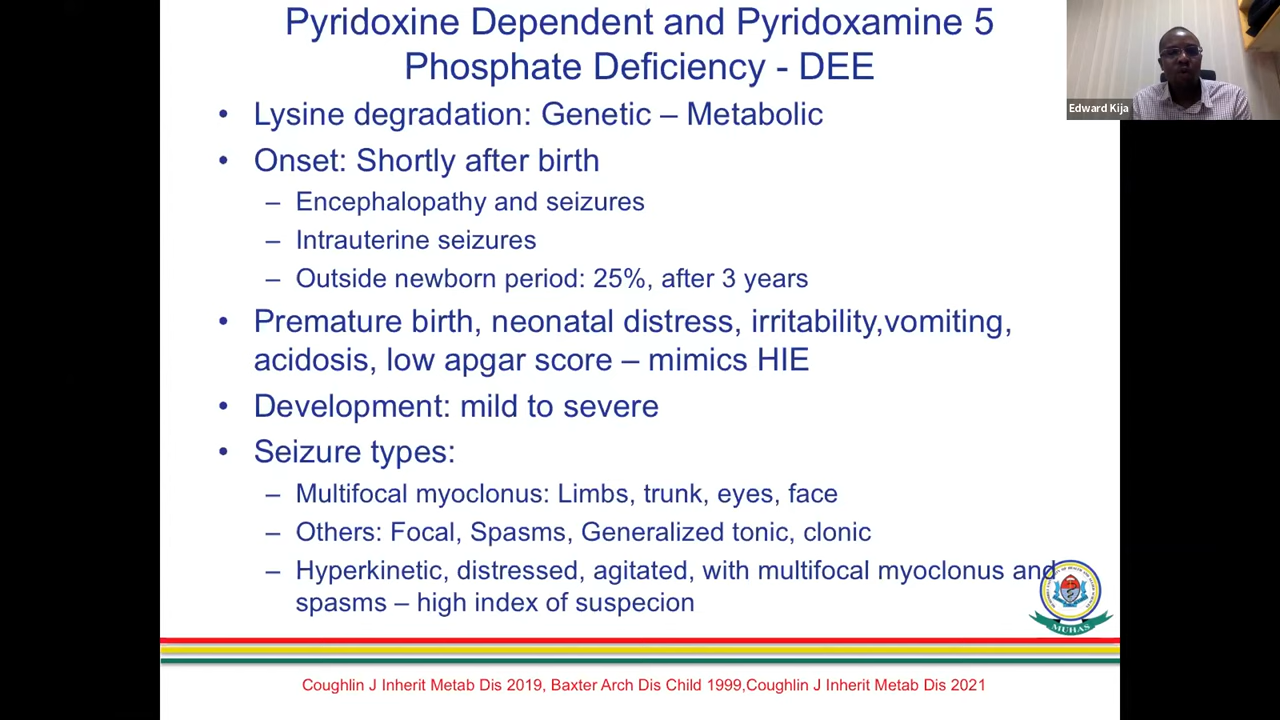 Pyridoxine Dependent and Pyridoxamine 5
Phosphate Deficiency - DEE
Edward Kija
• Lysine degradation: Genetic – Metabolic
• Onset: Shortly after birth
– Encephalopathy and seizures
– Intrauterine seizures
– Outside newborn period: 25%, after 3 years
• Premature birth, neonatal distress, irritability,vomiting,
acidosis, low apgar score – mimics HIE
• Development: mild to severe
• Seizure types:
– Multifocal myoclonus: Limbs, trunk, eyes, face
– Others: Focal, Spasms, Generalized tonic, clonic
– Hyperkinetic, distressed, agitated, with multifocal myoclonus and
spasms – high index of suspecion
MUHAS
Coughlin J Inherit Metab Dis 2019, Baxter Arch Dis Child 1999,Coughlin J Inherit Metab Dis 2021